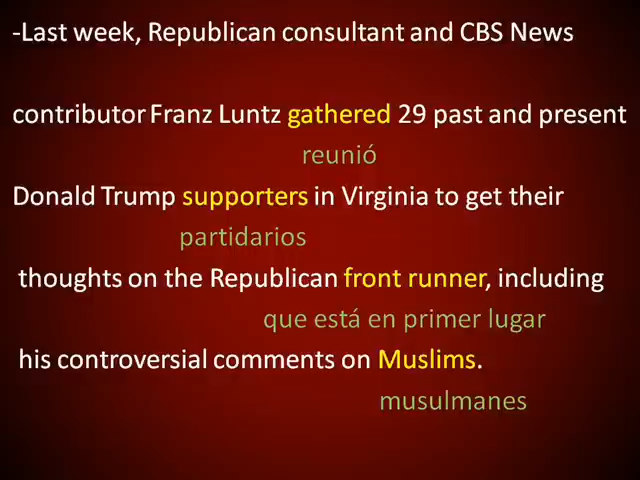 -Last week, Republican consultant and CBS News
contributor Franz Luntz gathered 29 past and present
reunió
Donald Trump supporters in Virginia to get their
partidarios
thoughts on the Republican front runner, including
que está en primer lugar
his controversial comments on Muslims.
musulmanes